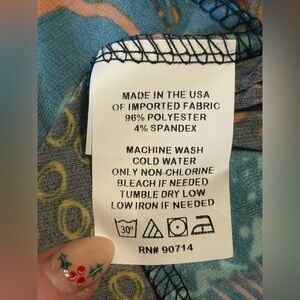 MADE IN THE USA
OF IMPORTED FABRIC
96% POLYESTER
4% SPANDEX
MACHINE WASH
COLD WATER
ONLY NON-CHLORINE
BLEACH IF NEEDED
TUMBLE DRY LOW
LOW IRON IF NEEDED
30°
RN# 90714